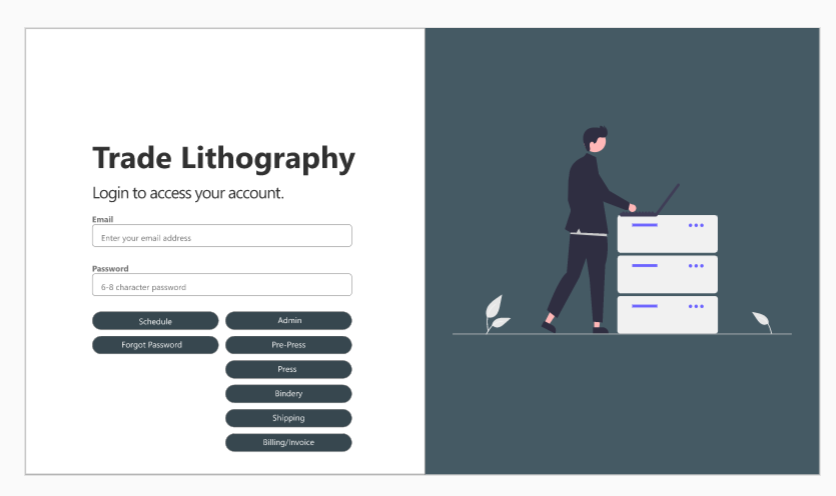 Trade Lithography
Login to access your account.
Email
Enter your email address
Password
6-8 character password
Schedule
Admin
Forgot Password
Pre-Press
Press
Bindery
Shipping
Billing/Invoice